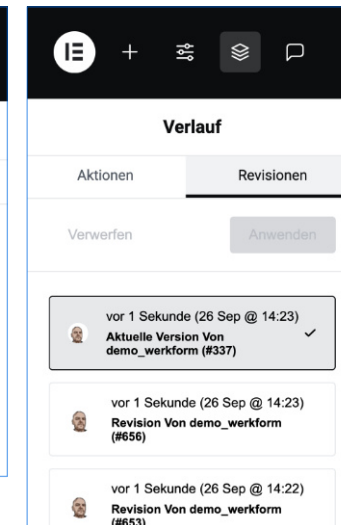 Verlauf
Aktionen Revisionen
Verwerfen Anwenden
vor 1 Sekunde (26 Sep @ 14:23)
Aktuelle Version Von
demo_werkform (#337)
vor 1 Sekunde (26 Sep @ 14:23)
Revision Von demo_werkform
(#656)
vor 1 Sekunde (26 Sep @ 14:22)
Revision Von demo_werkform
(#653)